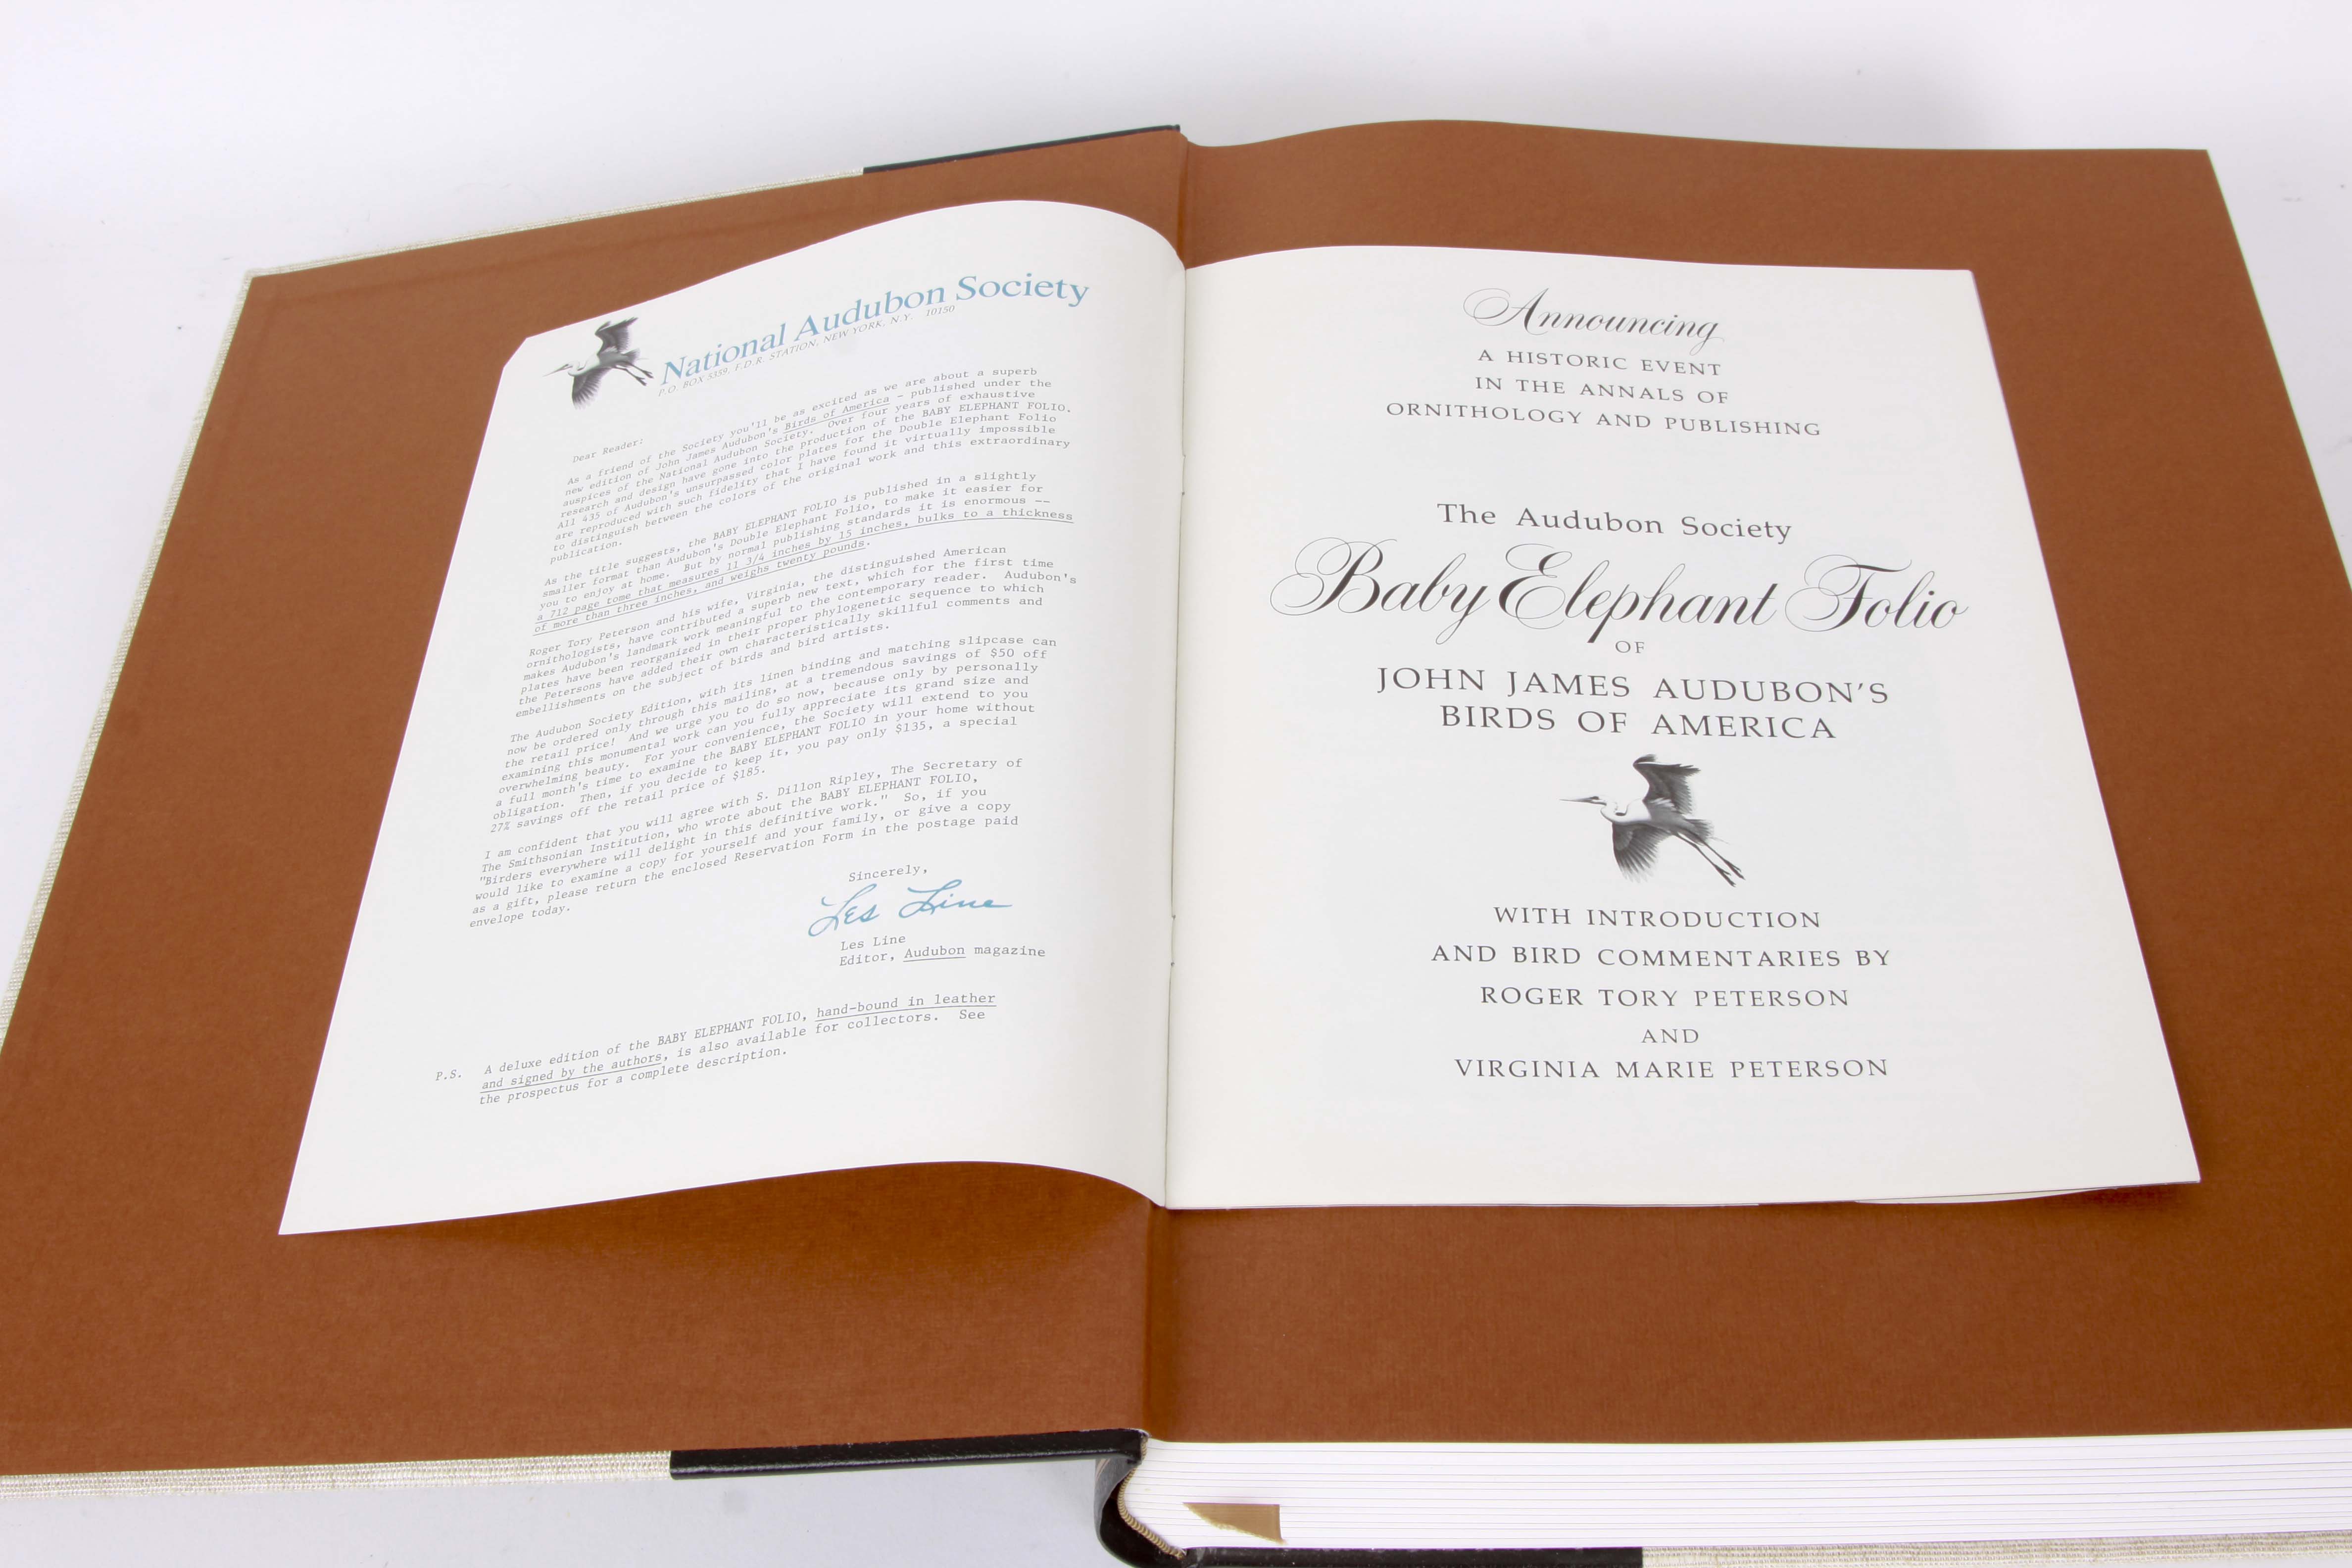 National Audubon Society
P.O. BOX 5359, F.D.R. STATION, NEW YORK, N.Y. 10150
Dear Reader:
As a friend of the Society you'll be as excited as we are about a superb
new edition of John James Audubon's Birds of America - published under the
auspices of the National Audubon Society. Over four years of exhaustive
research and design have gone into the production of the BABY ELEPHANT FOLIO.
All 435 of Audubon's unsurpassed color plates for the Double Elephant Folio
are reproduced with such fidelity that I have found it virtually impossible
to distinguish between the colors of the original work and this extraordinary
publication.
As the title suggests, the BABY ELEPHANT FOLIO is published in a slightly
smaller format than Audubon's Double Elephant Folio, to make it easier for
you to enjoy at home. But by normal publishing standards it is enormous --
a 712 page tome that measures 11 3/4 inches by 15 inches, bulks to a thickness
of more than three inches, and weighs twenty pounds.
Roger Tory Peterson and his wife, Virginia, the distinguished American
ornithologists, have contributed a superb new text, which for the first time
makes Audubon's landmark work meaningful to the contemporary reader. Audubon's
plates have been reorganized in their proper phylogenetic sequence to which
the Petersons have added their own characteristically skillful comments and
embellishments on the subject of birds and bird artists.
The Audubon Society Edition, with its linen binding and matching slipcase can
now be ordered only through this mailing, at a tremendous savings of $50 off
the retail price! And we urge you to do so now, because only by personally
examining this monumental work can you fully appreciate its grand size and
overwhelming beauty. For your convenience, the Society will extend to you
a full month's time to examine the BABY ELEPHANT FOLIO in your home without
obligation. Then, if you decide to keep it, you pay only $135, a special
27% savings off the retail price of $185.
I am confident that you will agree with S. Dillon Ripley, The Secretary of
The Smithsonian Institution, who wrote about the BABY ELEPHANT FOLIO,
"Birders everywhere will delight in this definitive work." So, if you
would like to examine a copy for yourself and your family, or give a copy
as a gift, please return the enclosed Reservation Form in the postage paid
envelope today.
Sincerely,
Les Line
Les Line
Editor, Audubon magazine
P.S. A deluxe edition of the BABY ELEPHANT FOLIO, hand-bound in leather
and signed by the authors, is also available for collectors. See
the prospectus for a complete description.
Announcing
A HISTORIC EVENT
IN THE ANNALS OF
ORNITHOLOGY AND PUBLISHING
The Audubon Society
Baby Elephant Folio
OF
JOHN JAMES AUDUBON'S
BIRDS OF AMERICA
WITH INTRODUCTION
AND BIRD COMMENTARIES BY
ROGER TORY PETERSON
AND
VIRGINIA MARIE PETERSON